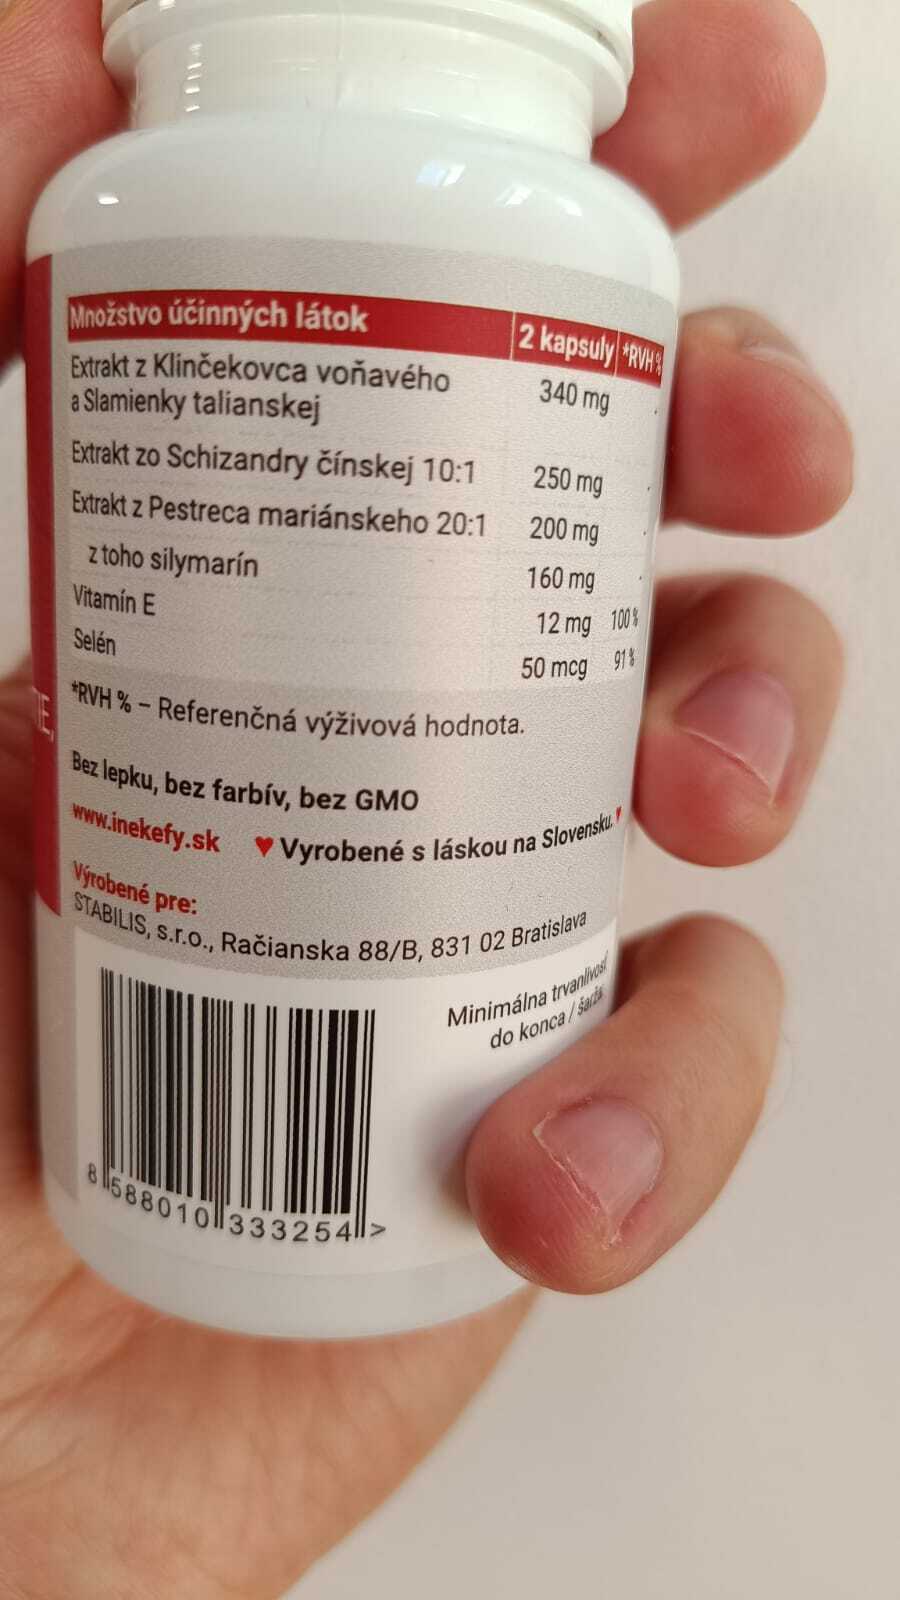 Množstvo účinných látok 2 kapsuly *RVH %
Extrakt z Klinčekovca voňavého
a Slamienky talianskej 340 mg -
Extrakt zo Schizandry čínskej 10:1 250 mg -
Extrakt z Pestreca mariánskeho 20:1 200 mg -
z toho silymarín 160 mg -
Vitamín E 12 mg 100 %
Selén 50 mcg 91 %
*RVH % – Referenčná výživová hodnota.
Bez lepku, bez farbív, bez GMO
www.inekefy.sk ♥ Vyrobené s láskou na Slovensku. ♥
Výrobené pre:
STABILIS, s.r.o., Račianska 88/B, 831 02 Bratislava
Minimálna trvanlivosť
do konca / šarža:
8 588010 333254 >